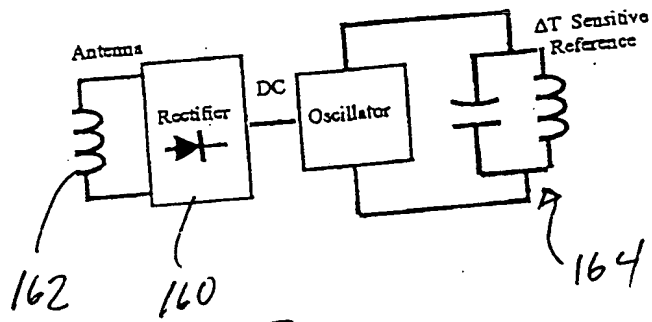 Antenna
ΔT Sensitive
Reference
DC
Rectifier
Oscillator
162
160
164